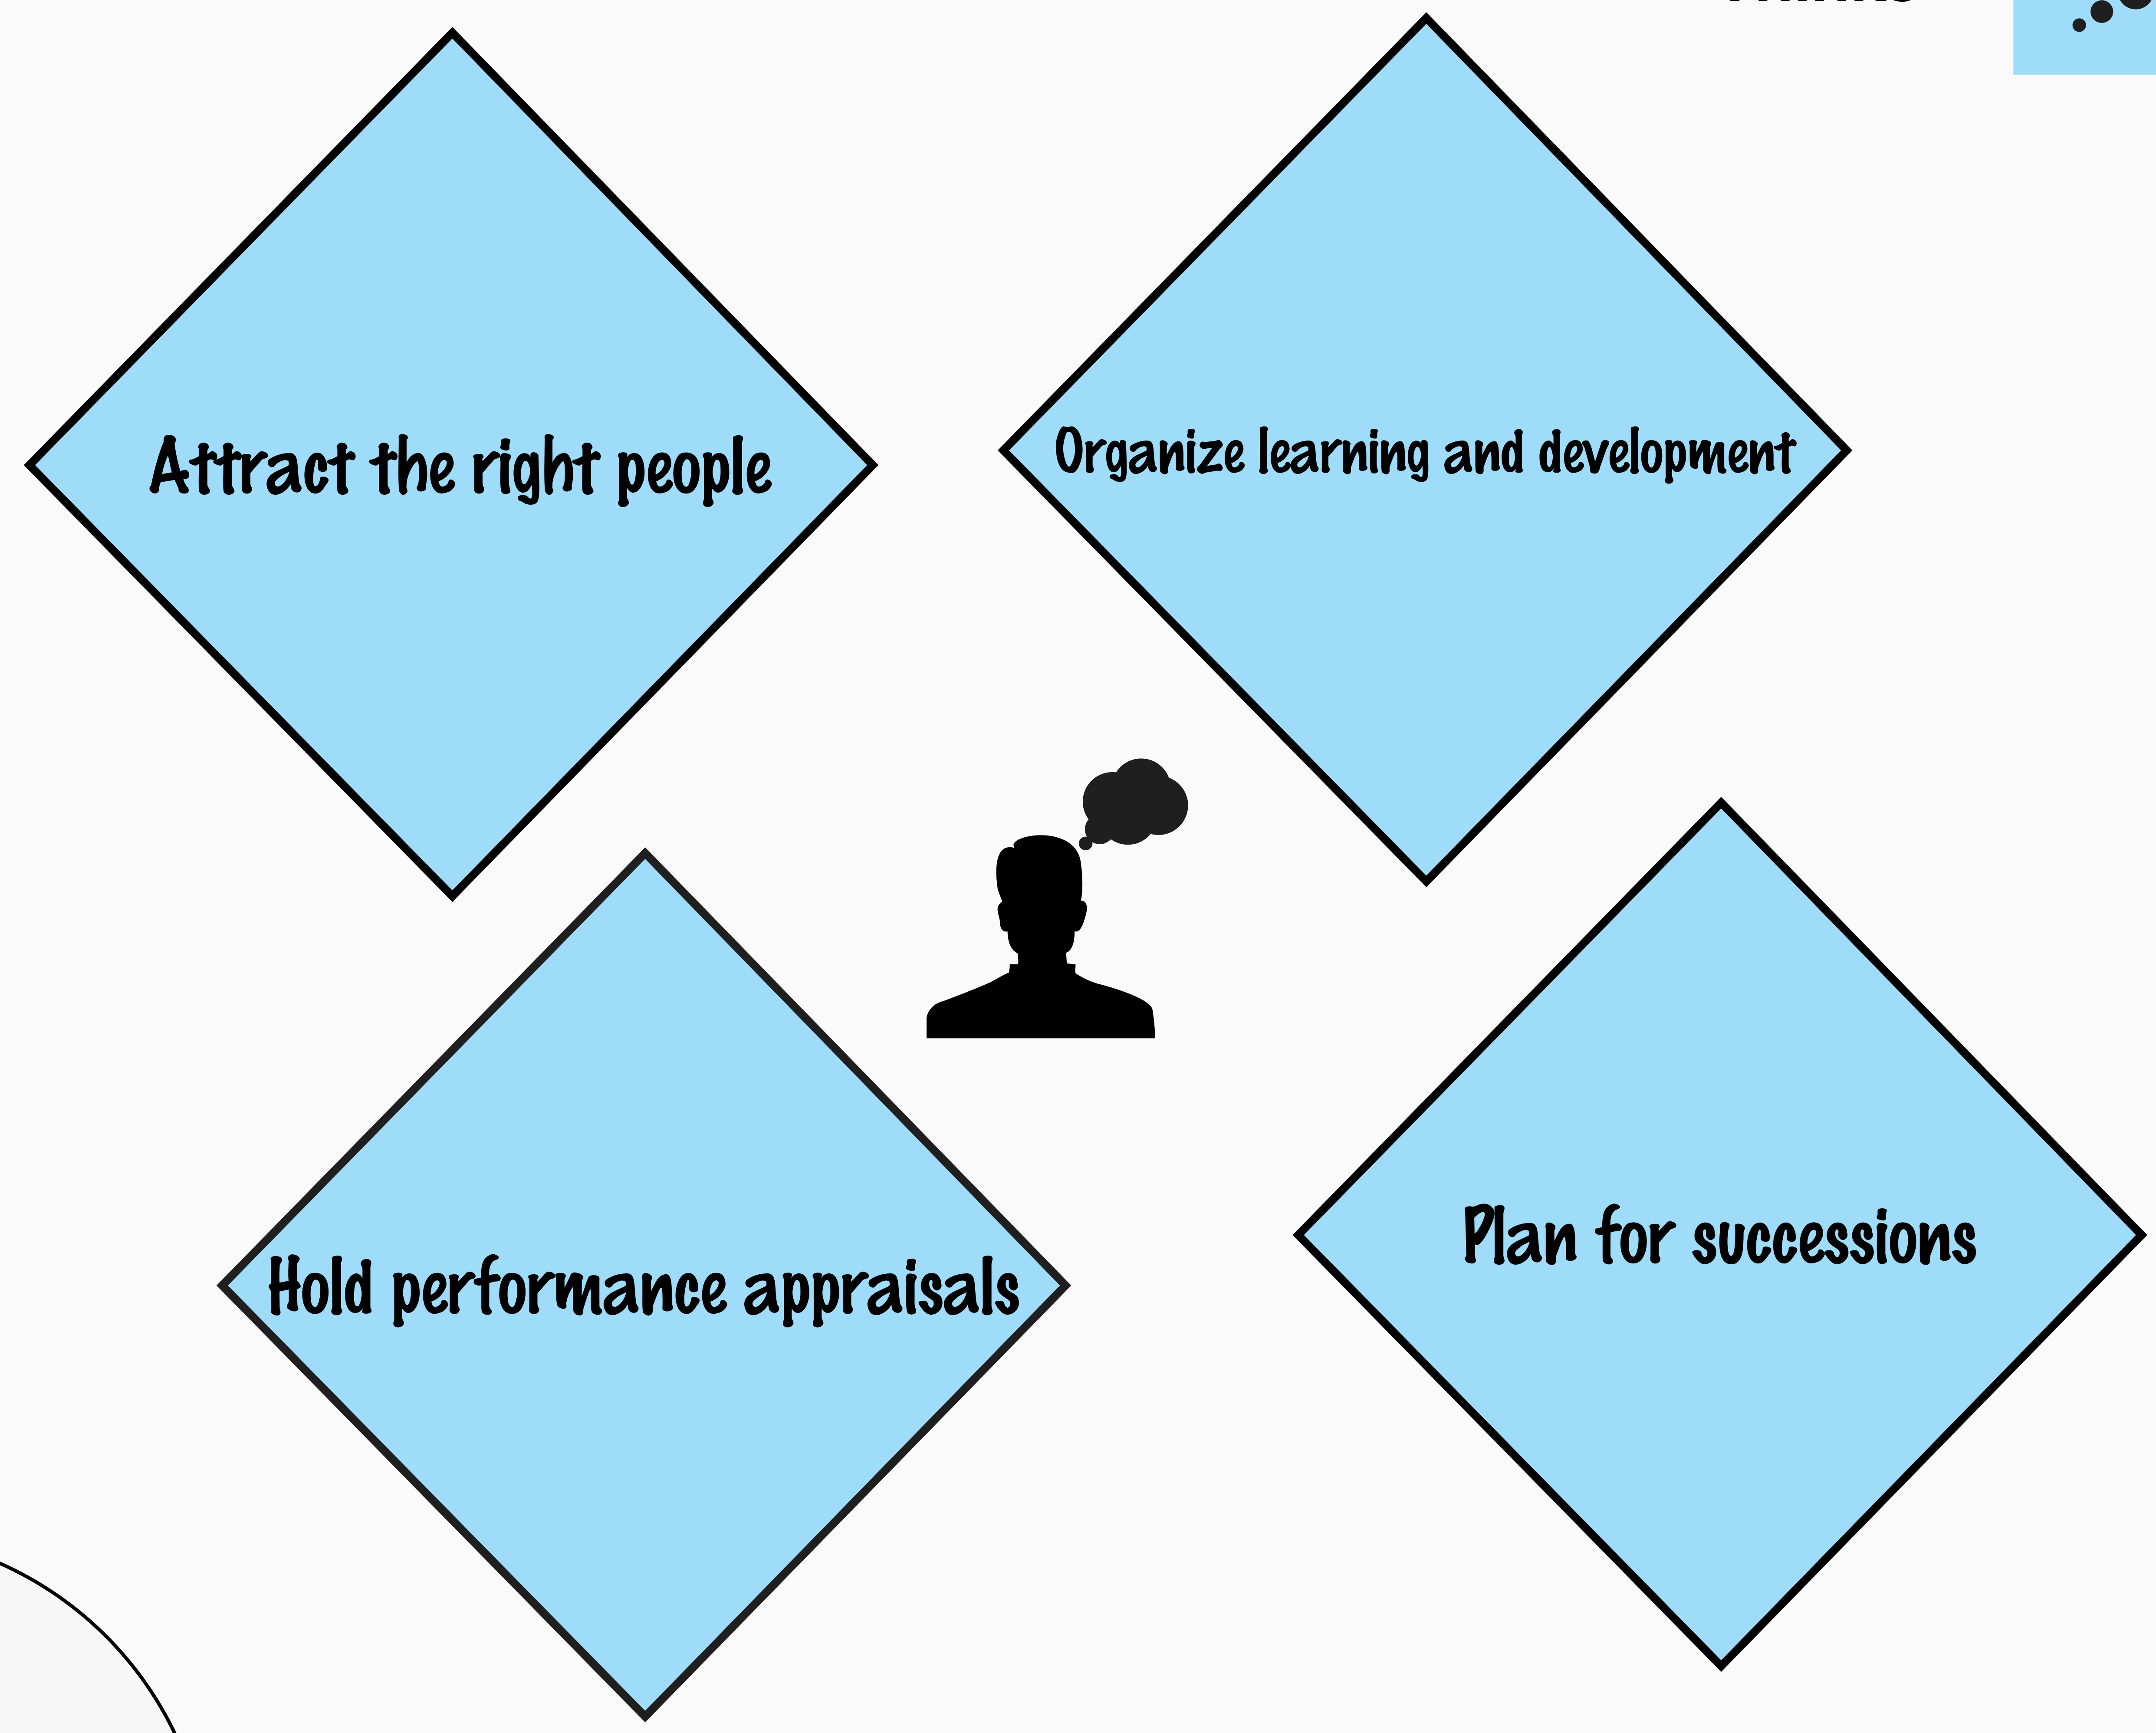 Attract the right people
Organize learning and development
Hold performance appraisals
Plan for successions